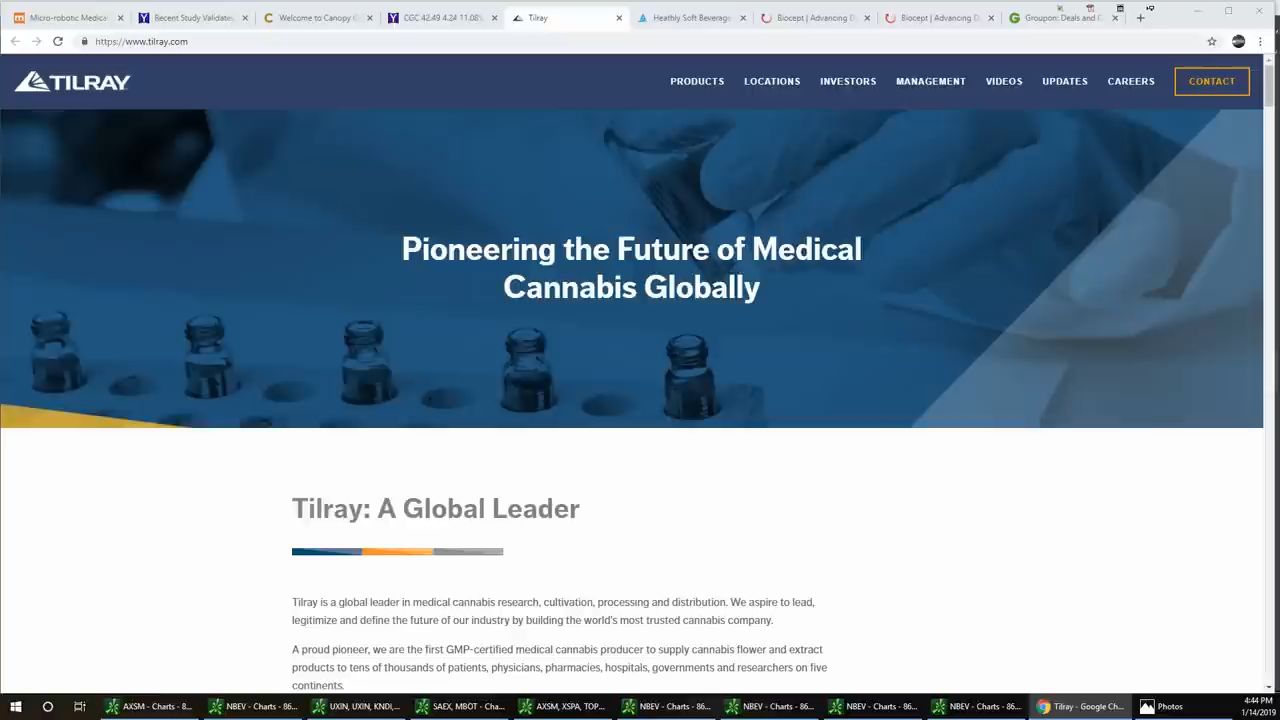 Micro-robotic Medica
Recent Study Validate
Welcome to Canopy G
CGC 42.49 4.24 11.08%
Tilray
Heathly Soft Beverage
Biocept | Advancing D
Biocept | Advancing D
Groupon: Deals and C
https://www.tilray.com
TILRAY
PRODUCTS
LOCATIONS
INVESTORS
MANAGEMENT
VIDEOS
UPDATES
CAREERS
CONTACT
Pioneering the Future of Medical
Cannabis Globally
Tilray: A Global Leader
Tilray is a global leader in medical cannabis research, cultivation, processing and distribution. We aspire to lead,
legitimize and define the future of our industry by building the world's most trusted cannabis company.
A proud pioneer, we are the first GMP-certified medical cannabis producer to supply cannabis flower and extract
products to tens of thousands of patients, physicians, pharmacies, hospitals, governments and researchers on five
continents.
AXSM - Charts - 8...
NBEV - Charts - 86...
UXIN, UXIN, KNDI,...
SAEX, MBOT - Cha...
AXSM, XSPA, TOP...
NBEV - Charts - 86...
NBEV - Charts - 86...
NBEV - Charts - 86...
NBEV - Charts - 86...
Tilray - Google Ch...
Photos
4:44 PM
1/14/2019